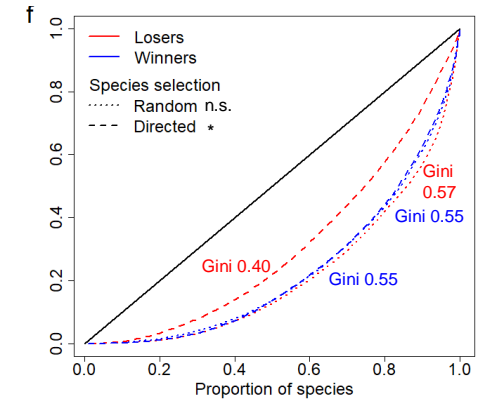 f
Losers
Winners
Species selection
Random n.s.
Directed *
1.0
0.8
0.6
0.4
0.2
0.0
Gini
0.57
Gini 0.55
Gini 0.40
Gini 0.55
0.0 0.2 0.4 0.6 0.8 1.0
Proportion of species